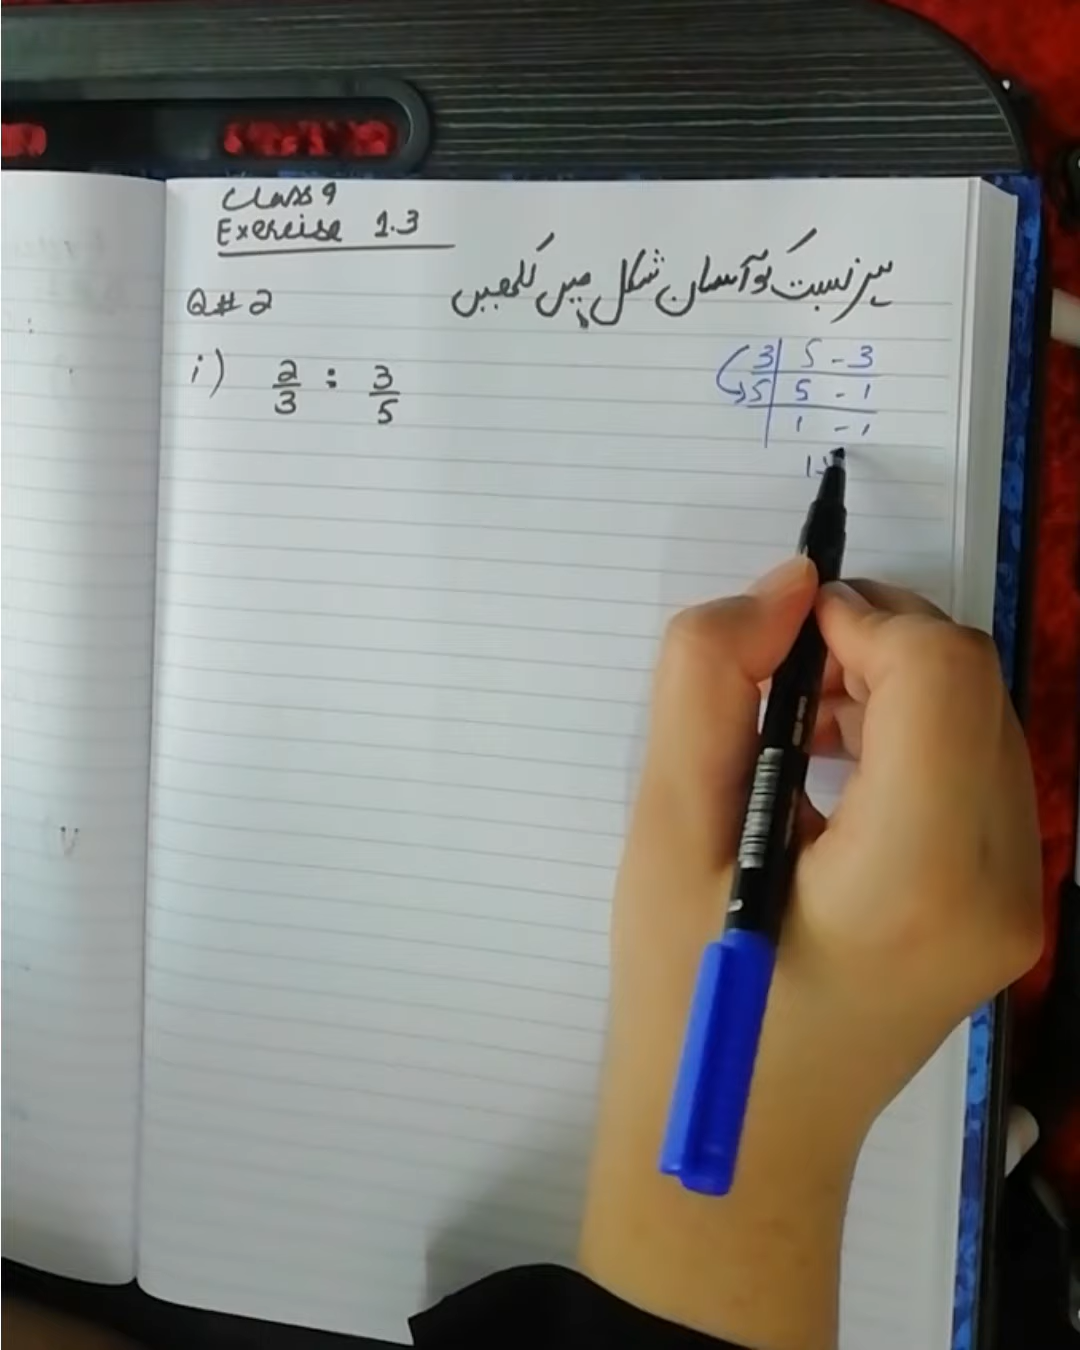 Class 9
Exercise 1.3
ہر نسبت کو آسان شکل میں لکھیں
Q# 2
i) 2/3 : 3/5
3 | 5 - 3
5 | 5 - 1
| 1 - 1